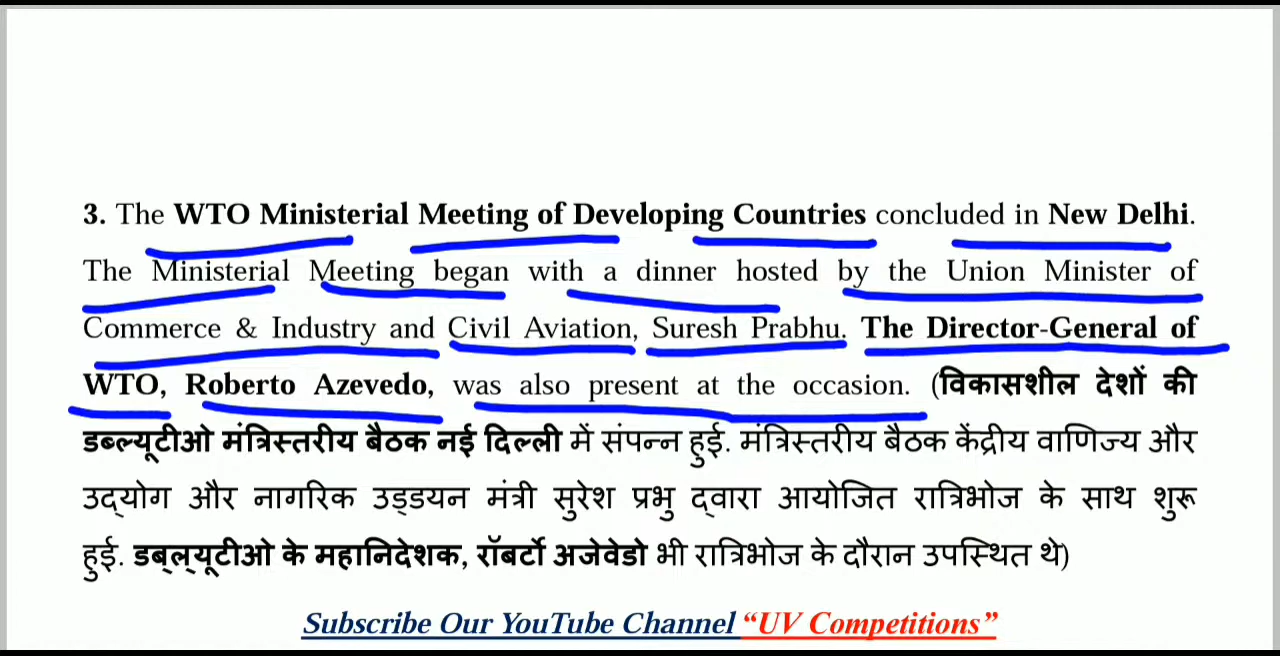 3. The WTO Ministerial Meeting of Developing Countries concluded in New Delhi.
The Ministerial Meeting began with a dinner hosted by the Union Minister of
Commerce & Industry and Civil Aviation, Suresh Prabhu. The Director-General of
WTO, Roberto Azevedo, was also present at the occasion. (विकासशील देशों की
डब्ल्यूटीओ मंत्रिस्तरीय बैठक नई दिल्ली में संपन्न हुई. मंत्रिस्तरीय बैठक केंद्रीय वाणिज्य और
उद्योग और नागरिक उड्डयन मंत्री सुरेश प्रभु द्वारा आयोजित रात्रिभोज के साथ शुरू
हुई. डब्ल्यूटीओ के महानिदेशक, रॉबर्टो अजेवेडो भी रात्रिभोज के दौरान उपस्थित थे)
Subscribe Our YouTube Channel “UV Competitions”